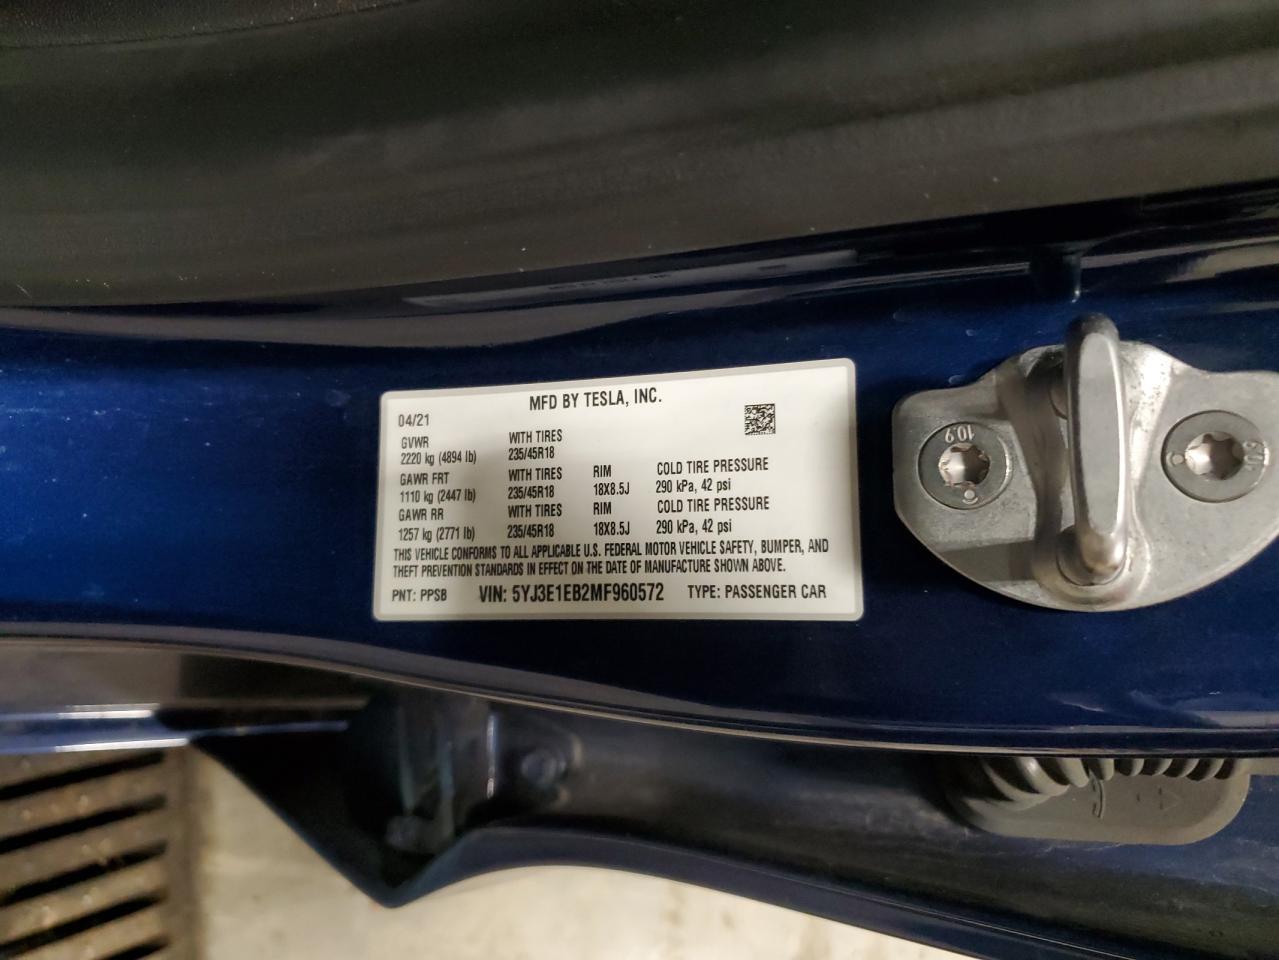 MFD BY TESLA, INC.
04/21
GVWR WITH TIRES
2220 kg (4894 lb) 235/45R18
GAWR FRT WITH TIRES RIM COLD TIRE PRESSURE
1110 kg (2447 lb) 235/45R18 18X8.5J 290 kPa, 42 psi
GAWR RR WITH TIRES RIM COLD TIRE PRESSURE
1257 kg (2771 lb) 235/45R18 18X8.5J 290 kPa, 42 psi
THIS VEHICLE CONFORMS TO ALL APPLICABLE U.S. FEDERAL MOTOR VEHICLE SAFETY, BUMPER, AND
THEFT PREVENTION STANDARDS IN EFFECT ON THE DATE OF MANUFACTURE SHOWN ABOVE.
PNT: PPSB VIN: 5YJ3E1EB2MF960572 TYPE: PASSENGER CAR
10.9
10.9